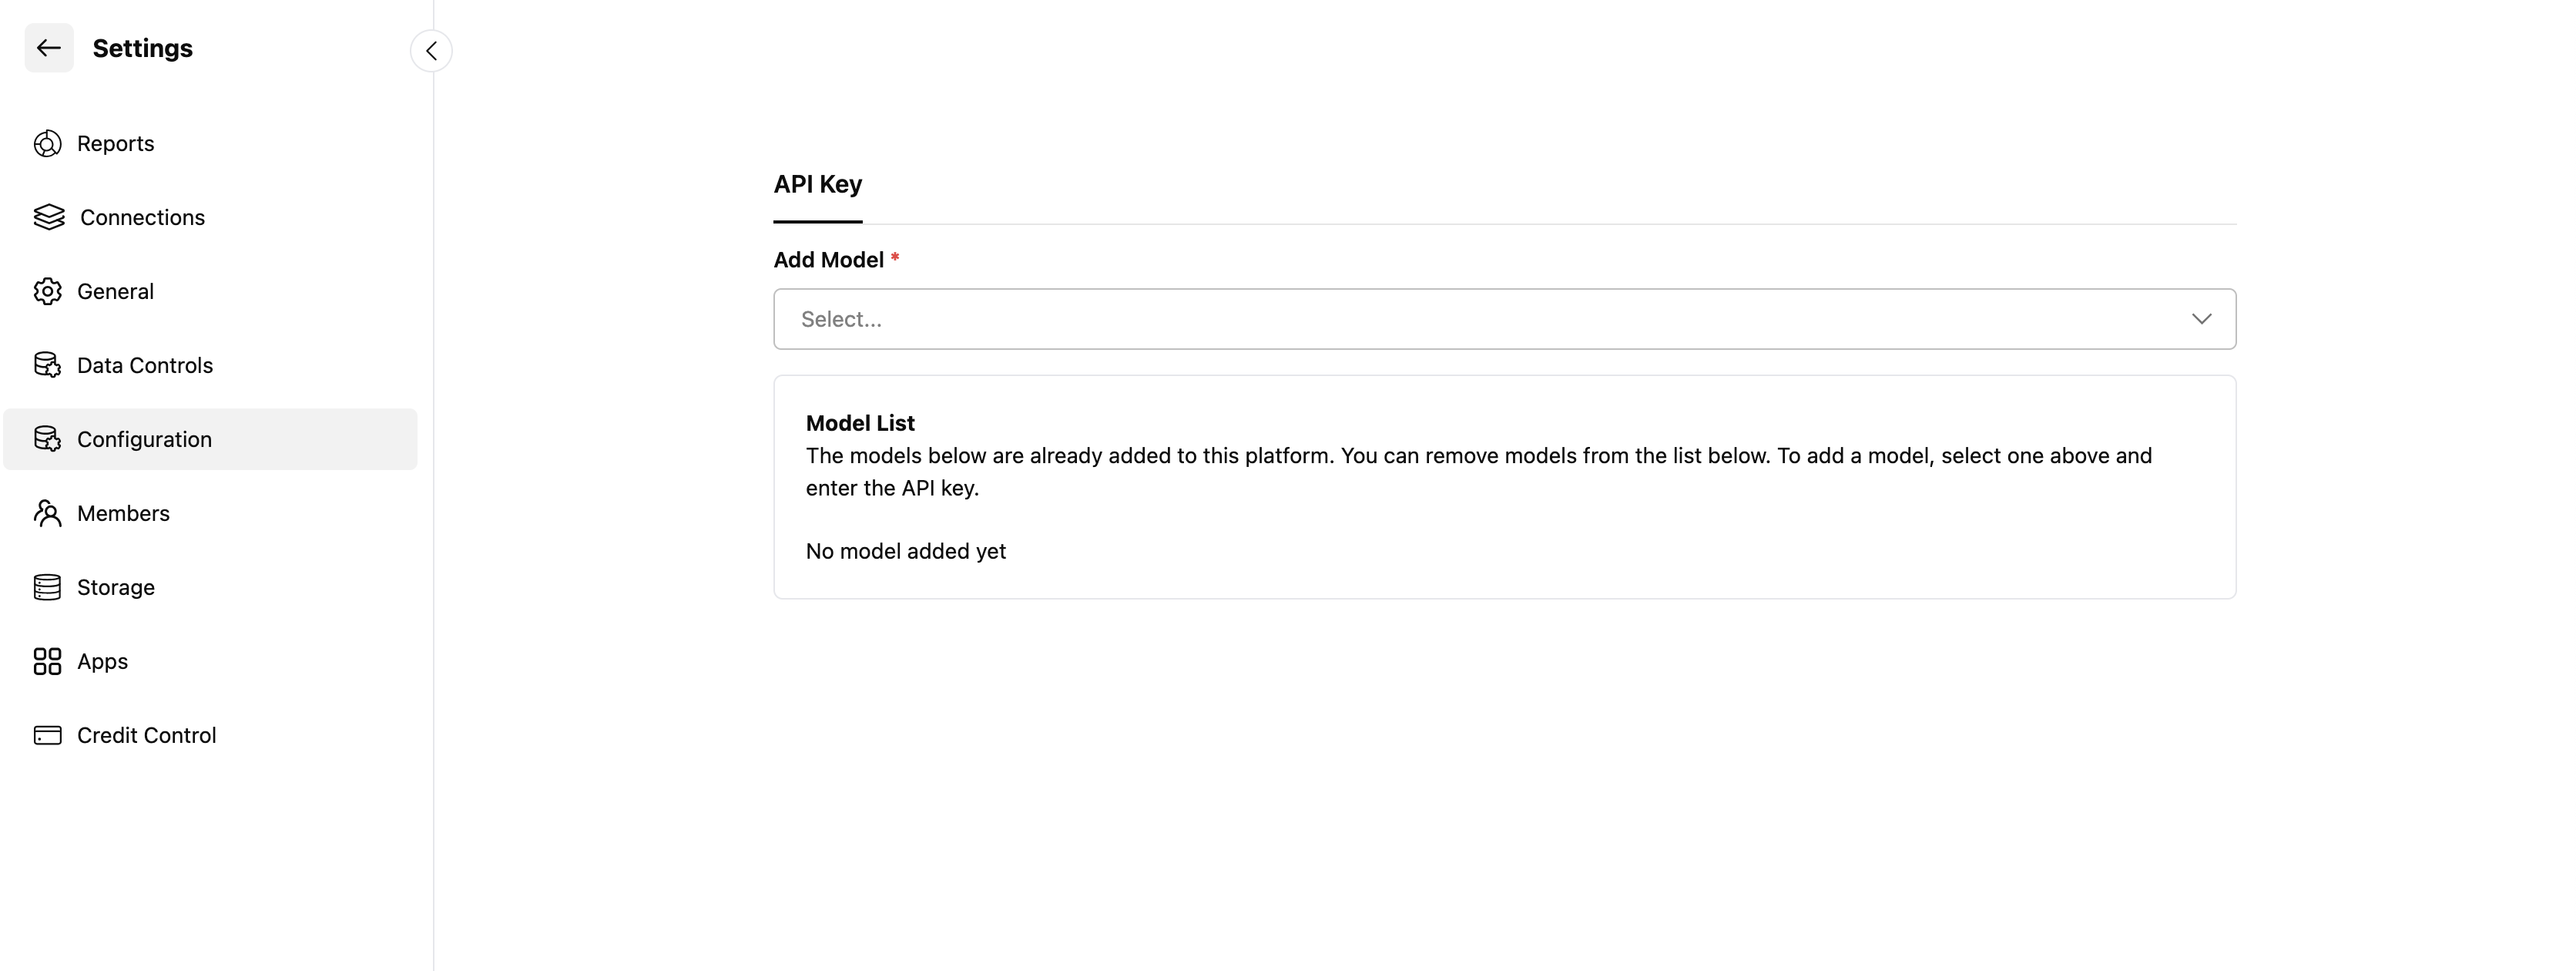 Settings
Reports
Connections
General
Data Controls
Configuration
Members
Storage
Apps
Credit Control
API Key
Add Model *
Select...
Model List
The models below are already added to this platform. You can remove models from the list below. To add a model, select one above and
enter the API key.
No model added yet